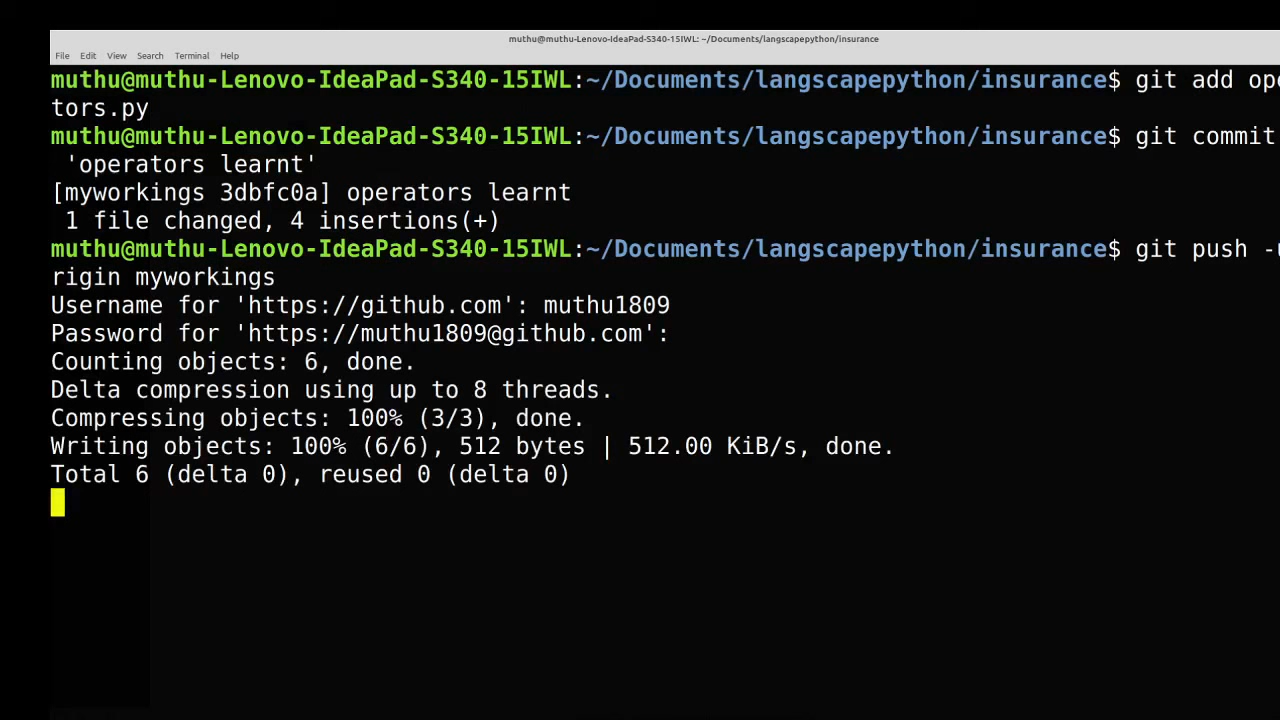 muthu@muthu-Lenovo-IdeaPad-S340-15IWL: ~/Documents/langscapepython/insurance
File Edit View Search Terminal Help
muthu@muthu-Lenovo-IdeaPad-S340-15IWL:~/Documents/langscapepython/insurance$ git add ope
tors.py
muthu@muthu-Lenovo-IdeaPad-S340-15IWL:~/Documents/langscapepython/insurance$ git commit
'operators learnt'
[myworkings 3dbfc0a] operators learnt
1 file changed, 4 insertions(+)
muthu@muthu-Lenovo-IdeaPad-S340-15IWL:~/Documents/langscapepython/insurance$ git push -u
rigin myworkings
Username for 'https://github.com': muthu1809
Password for 'https://muthu1809@github.com':
Counting objects: 6, done.
Delta compression using up to 8 threads.
Compressing objects: 100% (3/3), done.
Writing objects: 100% (6/6), 512 bytes | 512.00 KiB/s, done.
Total 6 (delta 0), reused 0 (delta 0)